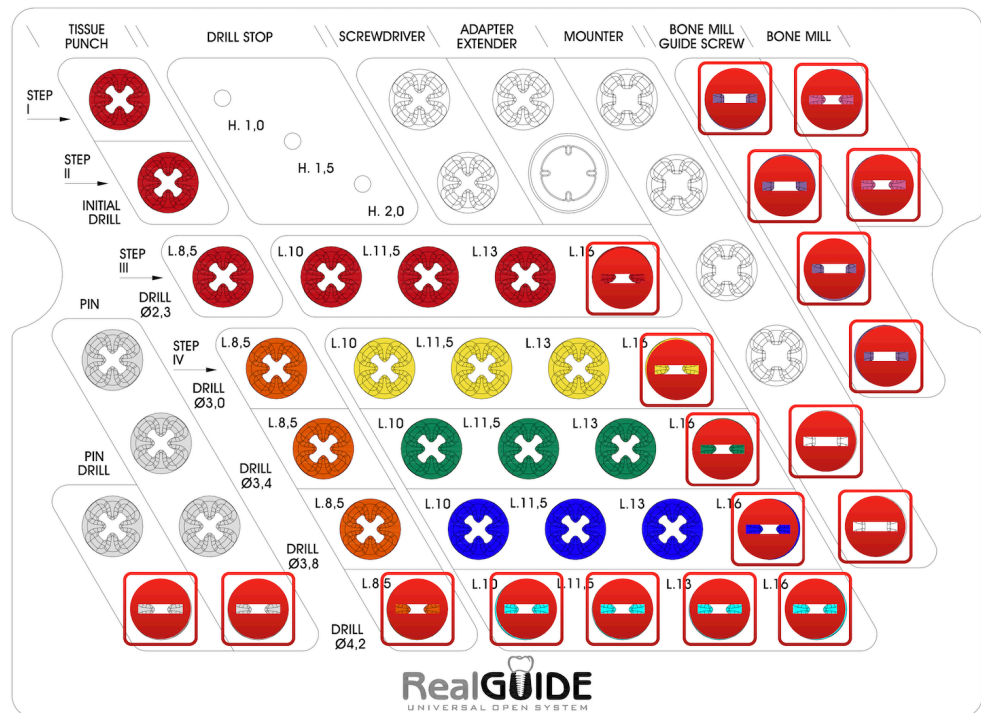 TISSUE
PUNCH
DRILL STOP
SCREWDRIVER
ADAPTER
EXTENDER
MOUNTER
BONE MILL
GUIDE SCREW
BONE MILL
STEP
I
H. 1,0
H. 1,5
H. 2,0
STEP
II
INITIAL
DRILL
STEP
III
DRILL
Ø2,3
L.8,5
L.10
L.11,5
L.13
L.16
PIN
STEP
IV
DRILL
Ø3,0
L.8,5
L.10
L.11,5
L.13
L.16
L.8,5
L.10
L.11,5
L.13
L.16
PIN
DRILL
DRILL
Ø3,4
L.8,5
L.10
L.11,5
L.13
L.16
DRILL
Ø3,8
L.8,5
L.10
L.11,5
L.13
L.16
DRILL
Ø4,2
RealGUIDE
UNIVERSAL OPEN SYSTEM